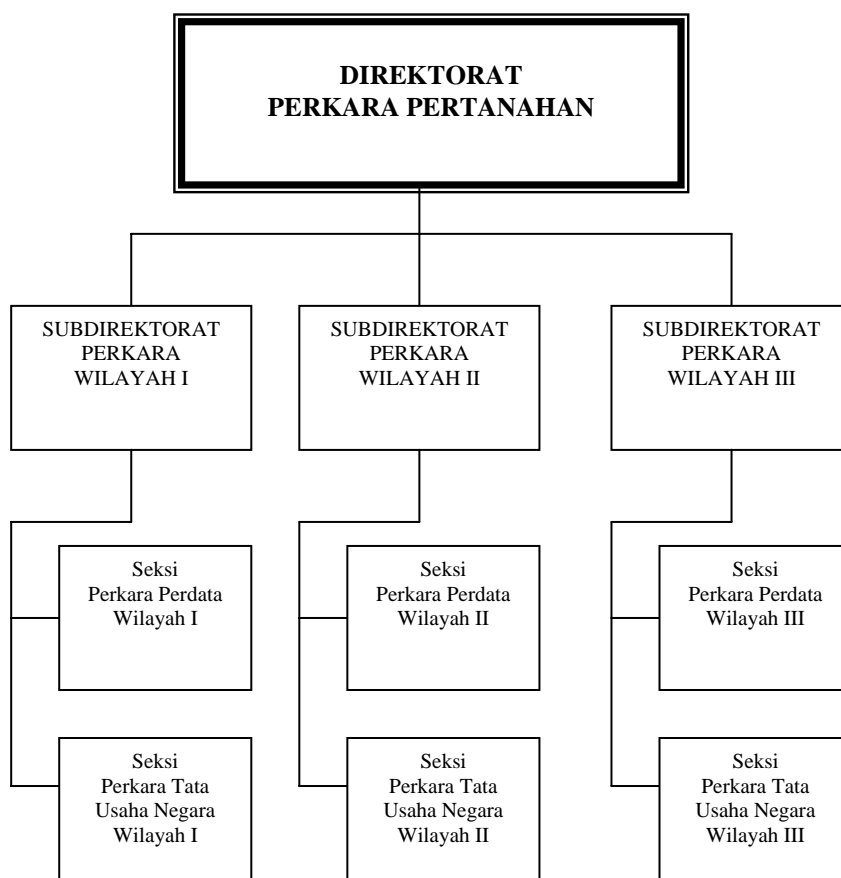 DIREKTORAT
PERKARA PERTANAHAN
SUBDIREKTORAT
PERKARA
WILAYAH I
SUBDIREKTORAT
PERKARA
WILAYAH II
SUBDIREKTORAT
PERKARA
WILAYAH III
Seksi
Perkara Perdata
Wilayah I
Seksi
Perkara Perdata
Wilayah II
Seksi
Perkara Perdata
Wilayah III
Seksi
Perkara Tata
Usaha Negara
Wilayah I
Seksi
Perkara Tata
Usaha Negara
Wilayah II
Seksi
Perkara Tata
Usaha Negara
Wilayah III